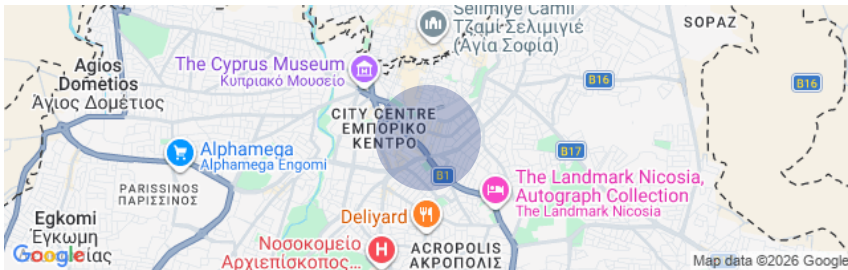 Selimiye Camii
Τζαμί Σελιμιγιέ
(Αγία Σοφία)
SOPAZ
The Cyprus Museum
Κυπριακό Μουσείο
Agios
Dometios
Άγιος Δομέτιος
B16
B16
CITY CENTRE
ΕΜΠΟΡΙΚΟ
ΚΕΝΤΡΟ
Alphamega
Alphamega Engomi
B17
B1
The Landmark Nicosia,
Autograph Collection
The Landmark Nicosia
PARISSINOS
ΠΑΡΙΣΣΙΝΟΣ
Deliyard
Egkomi
Έγκωμη
Νοσοκομείο
Αρχιεπίσκοπος...
ACROPOLIS
ΑΚΡΟΠΟΛΙΣ
Google
Map data ©2026 Google